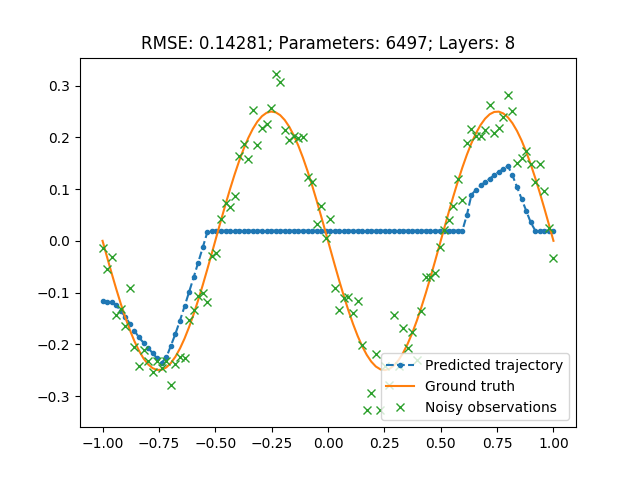 RMSE: 0.14281; Parameters: 6497; Layers: 8
0.3
0.2
0.1
0.0
−0.1
−0.2
−0.3
Predicted trajectory
Ground truth
Noisy observations
−1.00 −0.75 −0.50 −0.25 0.00 0.25 0.50 0.75 1.00